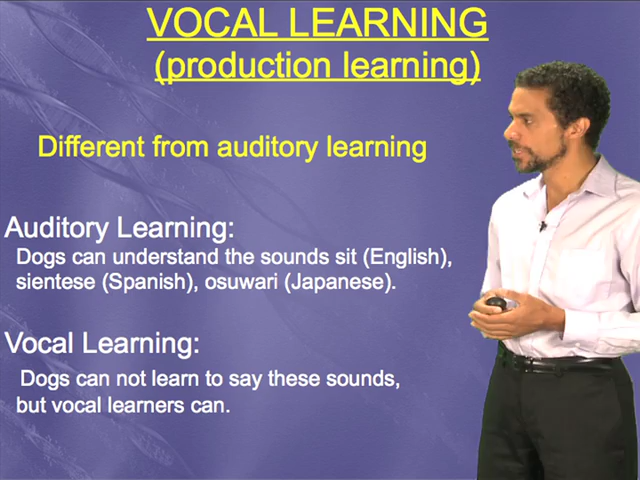 VOCAL LEARNING
(production learning)
Different from auditory learning
Auditory Learning:
Dogs can understand the sounds sit (English),
sientese (Spanish), osuwari (Japanese).
Vocal Learning:
Dogs can not learn to say these sounds,
but vocal learners can.